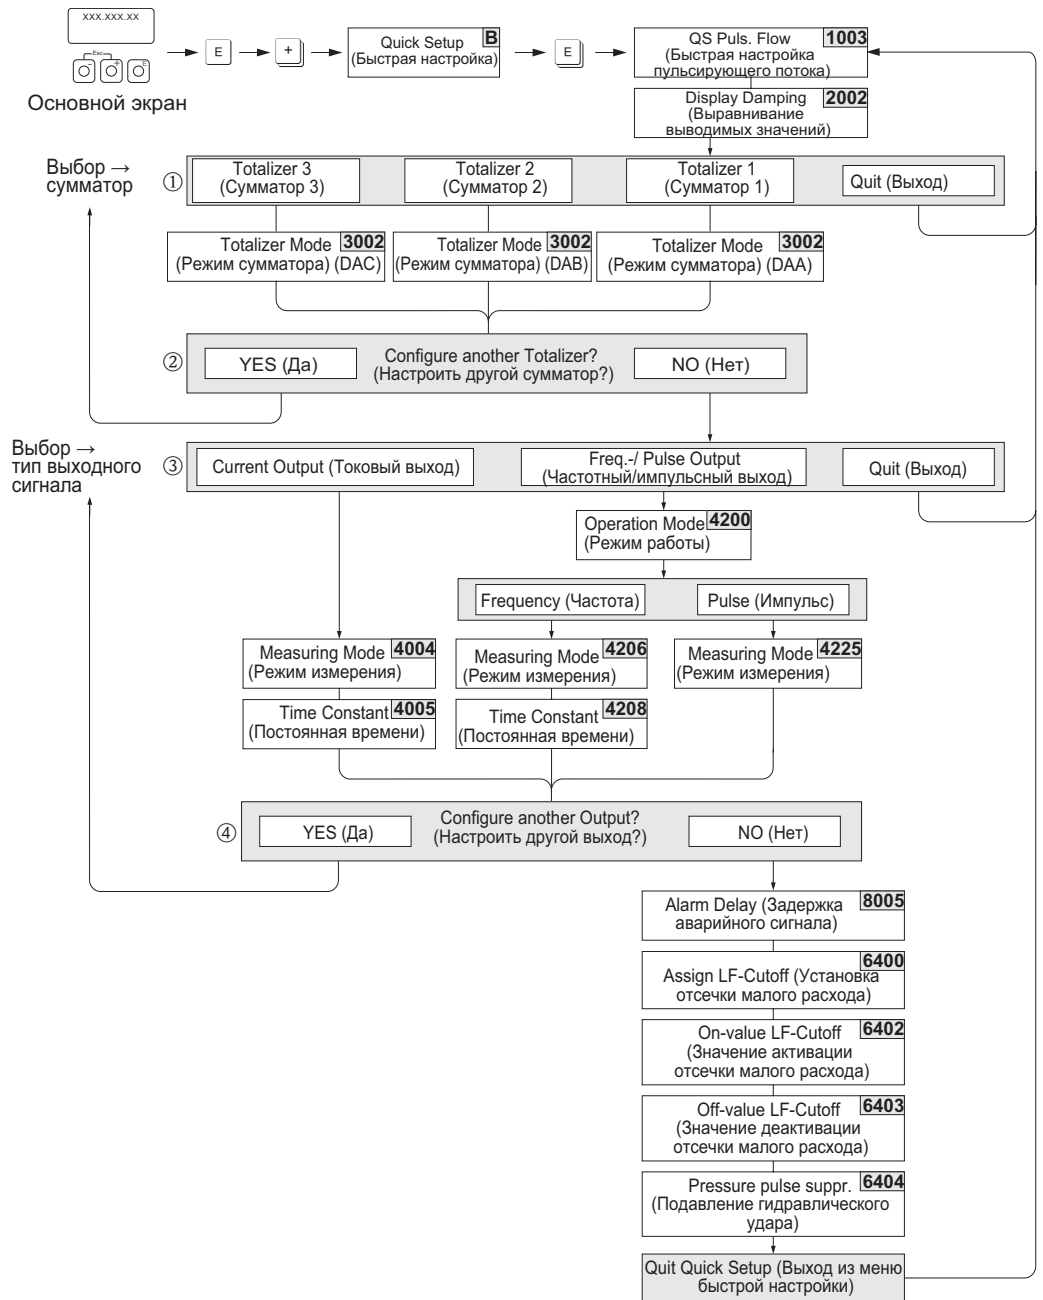 XXX.XXX.XX
Esc
- + E
Основной экран
E
+
Quick Setup B
(Быстрая настройка)
E
QS Puls. Flow 1003
(Быстрая настройка
пульсирующего потока)
Display Damping 2002
(Выравнивание
выводимых значений)
Выбор →
сумматор
①
Totalizer 3
(Сумматор 3)
Totalizer 2
(Сумматор 2)
Totalizer 1
(Сумматор 1)
Quit (Выход)
Totalizer Mode 3002
(Режим сумматора) (DAC)
Totalizer Mode 3002
(Режим сумматора) (DAB)
Totalizer Mode 3002
(Режим сумматора) (DAA)
②
YES (Да)
Configure another Totalizer?
(Настроить другой сумматор?)
NO (Нет)
Выбор →
тип выходного
сигнала
③
Current Output (Токовый выход)
Freq.-/ Pulse Output
(Частотный/импульсный выход)
Quit (Выход)
Operation Mode 4200
(Режим работы)
Frequency (Частота)
Pulse (Импульс)
Measuring Mode 4004
(Режим измерения)
Measuring Mode 4206
(Режим измерения)
Measuring Mode 4225
(Режим измерения)
Time Constant 4005
(Постоянная времени)
Time Constant 4208
(Постоянная времени)
④
YES (Да)
Configure another Output?
(Настроить другой выход?)
NO (Нет)
Alarm Delay (Задержка 8005
аварийного сигнала)
6400
Assign LF-Cutoff (Установка
отсечки малого расхода)
On-value LF-Cutoff 6402
(Значение активации
отсечки малого расхода)
Off-value LF-Cutoff 6403
(Значение деактивации
отсечки малого расхода)
Pressure pulse suppr. 6404
(Подавление гидравлического
удара)
Quit Quick Setup (Выход из меню
быстрой настройки)